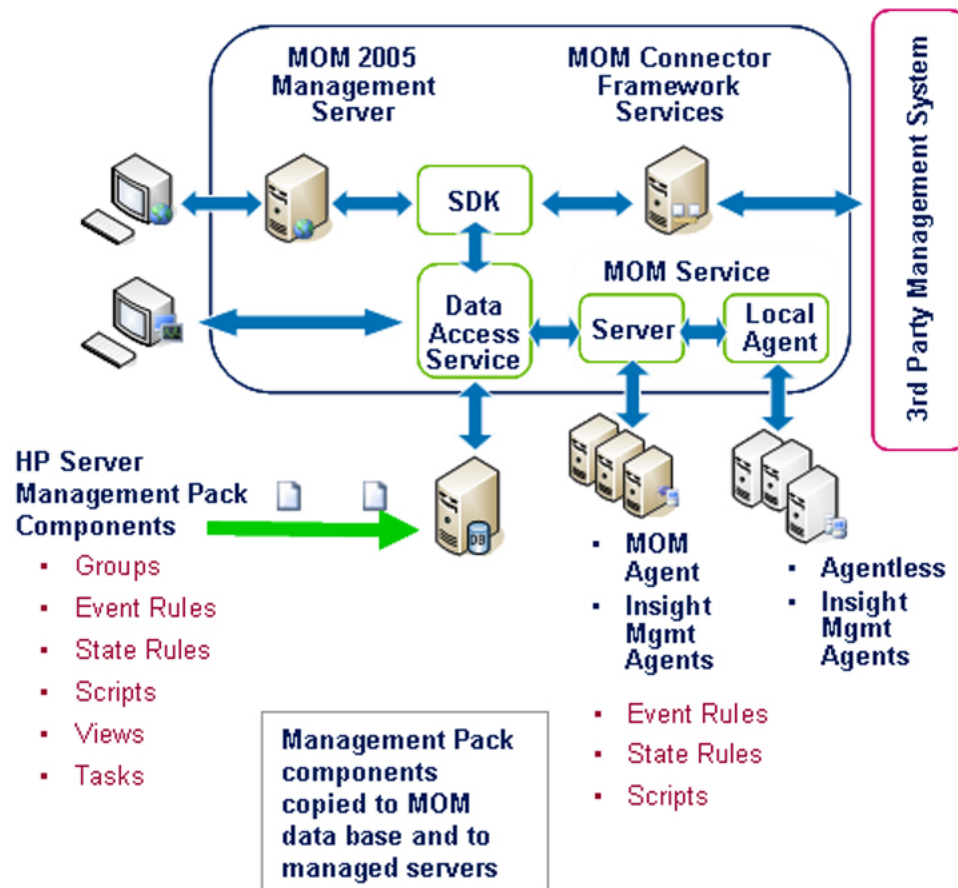 MOM 2005
Management
Server
MOM Connector
Framework
Services
3rd Party Management System
SDK
MOM Service
Data
Access
Service
Server
Local
Agent
HP Server
Management Pack
Components
▪ Groups
▪ Event Rules
▪ State Rules
▪ Scripts
▪ Views
▪ Tasks
DB
▪ MOM
Agent
▪ Insight
Mgmt
Agents
▪ Agentless
▪ Insight
Mgmt
Agents
▪ Event Rules
▪ State Rules
▪ Scripts
Management Pack
components
copied to MOM
data base and to
managed servers